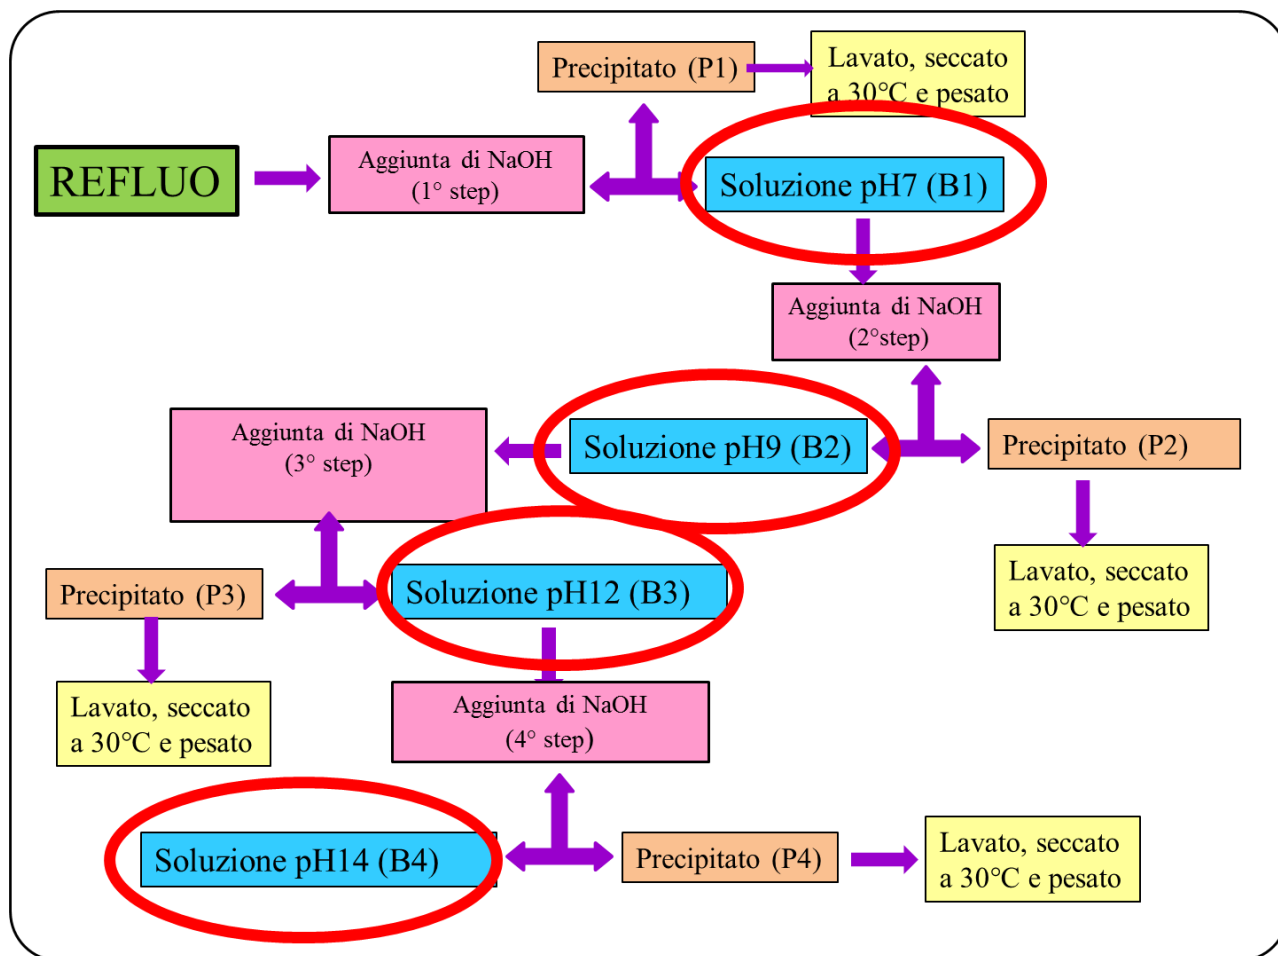 Precipitato (P1)
Lavato, seccato
a 30°C e pesato
REFLUO
Aggiunta di NaOH
(1° step)
Soluzione pH7 (B1)
Aggiunta di NaOH
(2°step)
Aggiunta di NaOH
(3° step)
Soluzione pH9 (B2)
Precipitato (P2)
Lavato, seccato
a 30°C e pesato
Precipitato (P3)
Soluzione pH12 (B3)
Lavato, seccato
a 30°C e pesato
Aggiunta di NaOH
(4° step)
Soluzione pH14 (B4)
Precipitato (P4)
Lavato, seccato
a 30°C e pesato